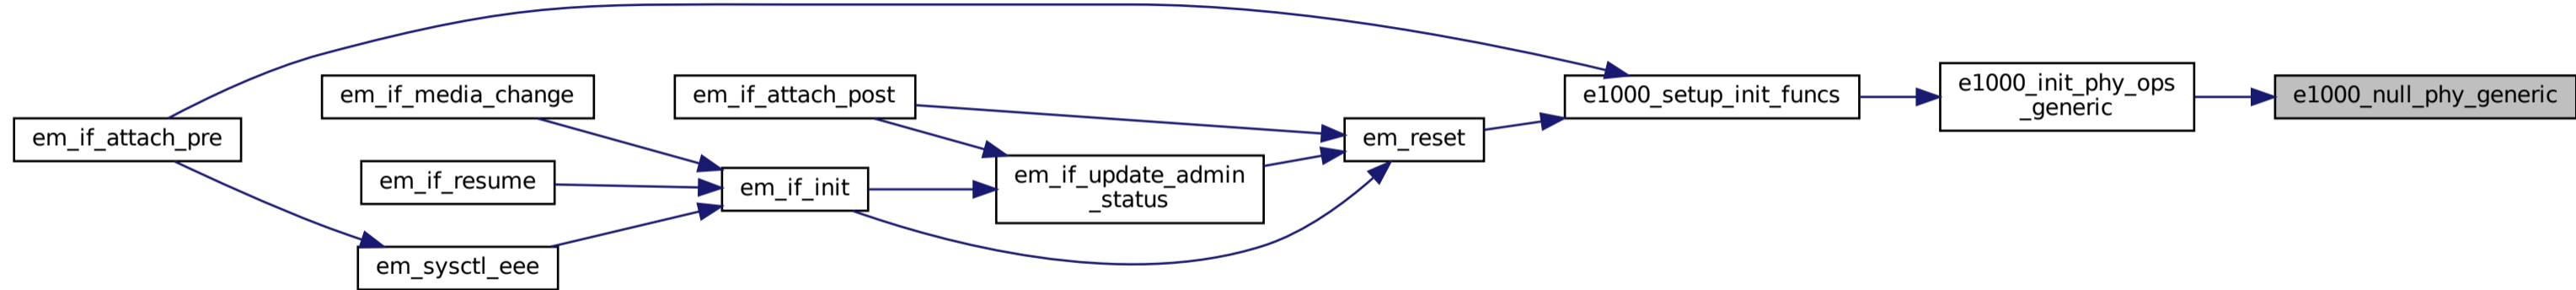 em_if_attach_pre
em_if_media_change
em_if_resume
em_sysctl_eee
em_if_attach_post
em_if_init
em_if_update_admin
_status
em_reset
e1000_setup_init_funcs
e1000_init_phy_ops
_generic
e1000_null_phy_generic